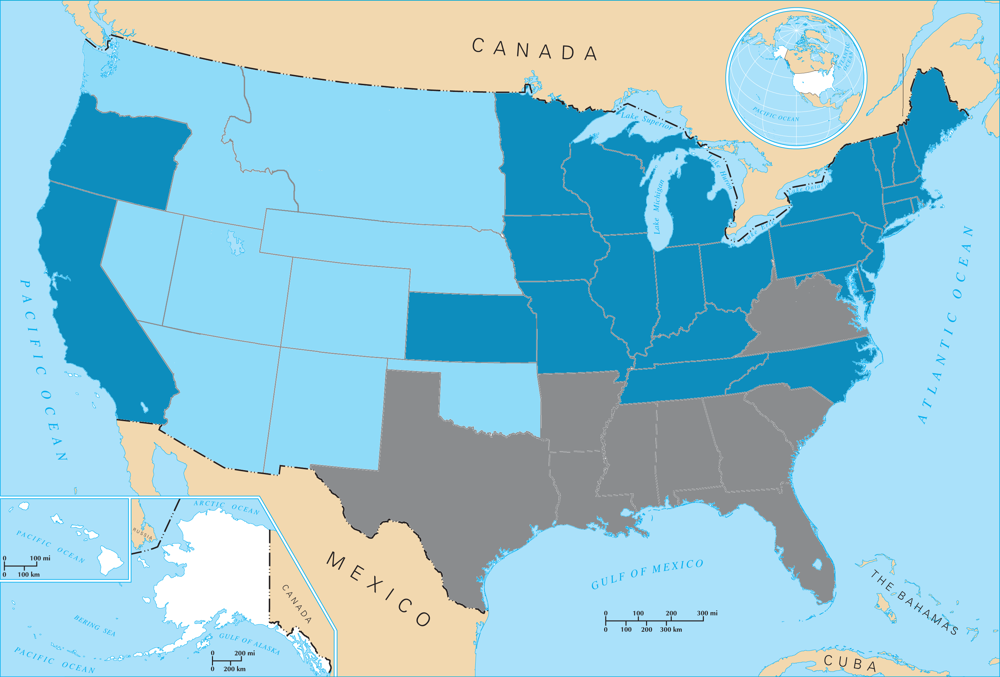 CANADA
ATLANTIC
OCEAN
PACIFIC OCEAN
Lake Superior
Lake Huron
Lake Michigan
Lake Ontario
Lake Erie
PACIFIC OCEAN
ATLANTIC OCEAN
ARCTIC OCEAN
RUSSIA
PACIFIC OCEAN
0 100 mi
0 100 km
MEXICO
GULF OF MEXICO
THE BAHAMAS
CANADA
BERING SEA
GULF OF ALASKA
0 100 200 300 mi
0 100 200 300 km
PACIFIC OCEAN
0 200 mi
0 200 km
CUBA